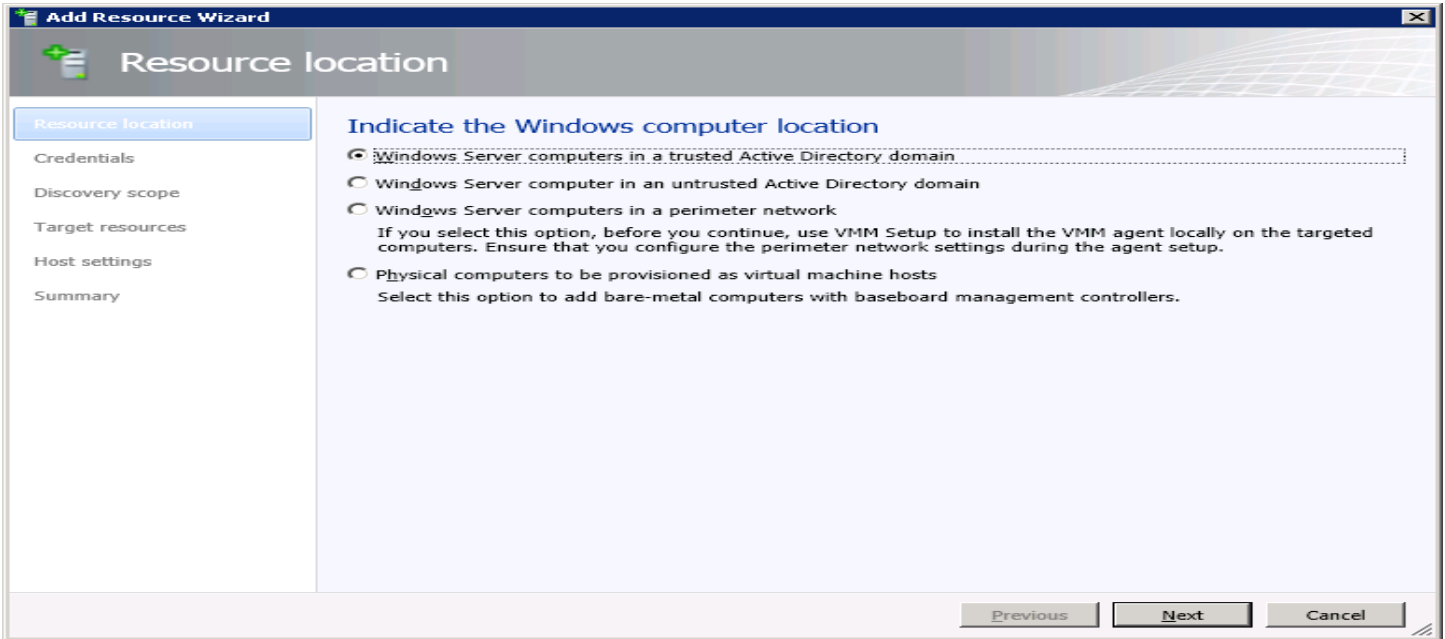 Add Resource Wizard
Resource location
Resource location
Credentials
Discovery scope
Target resources
Host settings
Summary
Indicate the Windows computer location
Windows Server computers in a trusted Active Directory domain
Windows Server computer in an untrusted Active Directory domain
Windows Server computers in a perimeter network
If you select this option, before you continue, use VMM Setup to install the VMM agent locally on the targeted
computers. Ensure that you configure the perimeter network settings during the agent setup.
Physical computers to be provisioned as virtual machine hosts
Select this option to add bare-metal computers with baseboard management controllers.
Previous
Next
Cancel